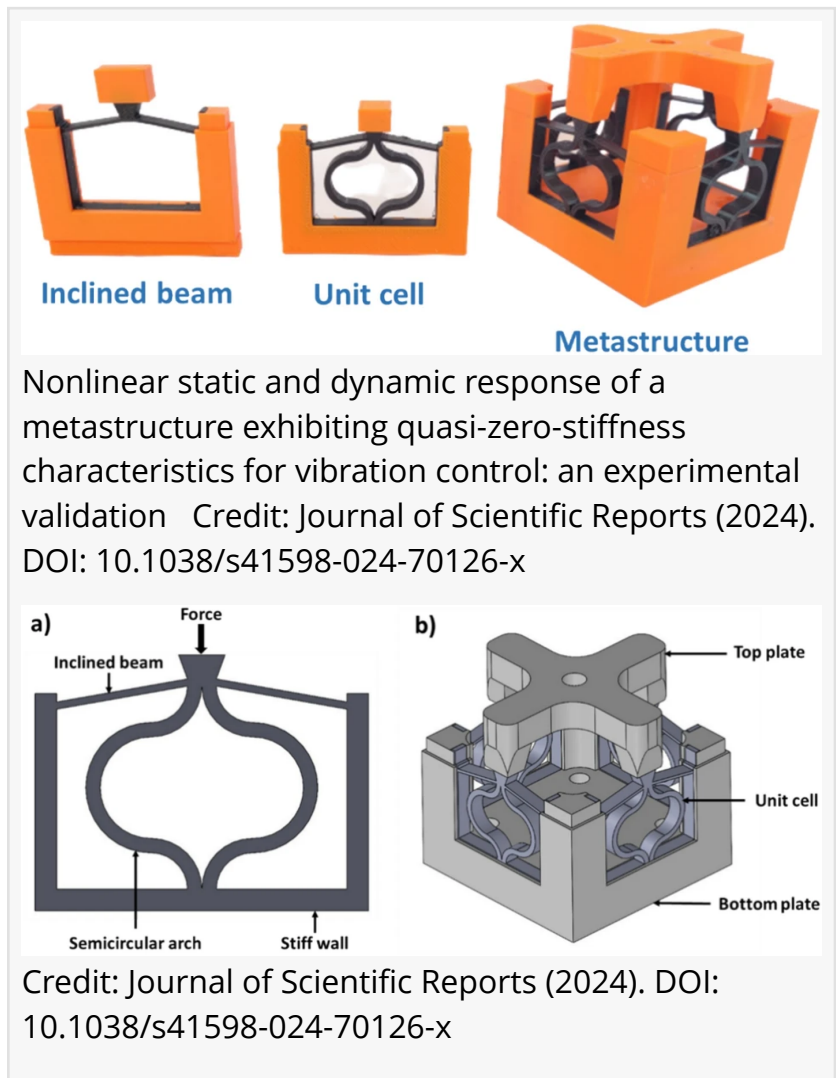 Inclined beam
Unit cell
Metastructure
Nonlinear static and dynamic response of a
metastructure exhibiting quasi-zero-stiffness
characteristics for vibration control: an experimental
validation Credit: Journal of Scientific Reports (2024).
DOI: 10.1038/s41598-024-70126-x
a)
Force
Inclined beam
Semicircular arch
Stiff wall
b)
Top plate
Unit cell
Bottom plate
Credit: Journal of Scientific Reports (2024). DOI:
10.1038/s41598-024-70126-x